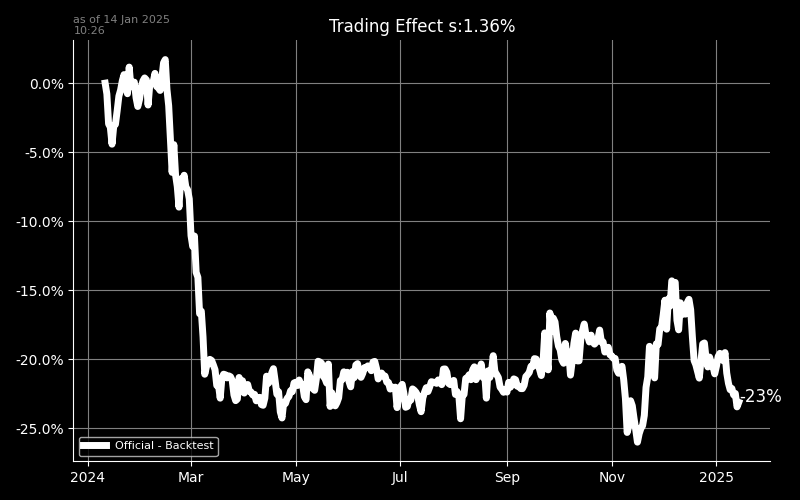 as of 14 Jan 2025
10:26
Trading Effect s:1.36%
0.0%
-5.0%
-10.0%
-15.0%
-20.0%
-25.0%
-23%
Official - Backtest
2024 Mar May Jul Sep Nov 2025